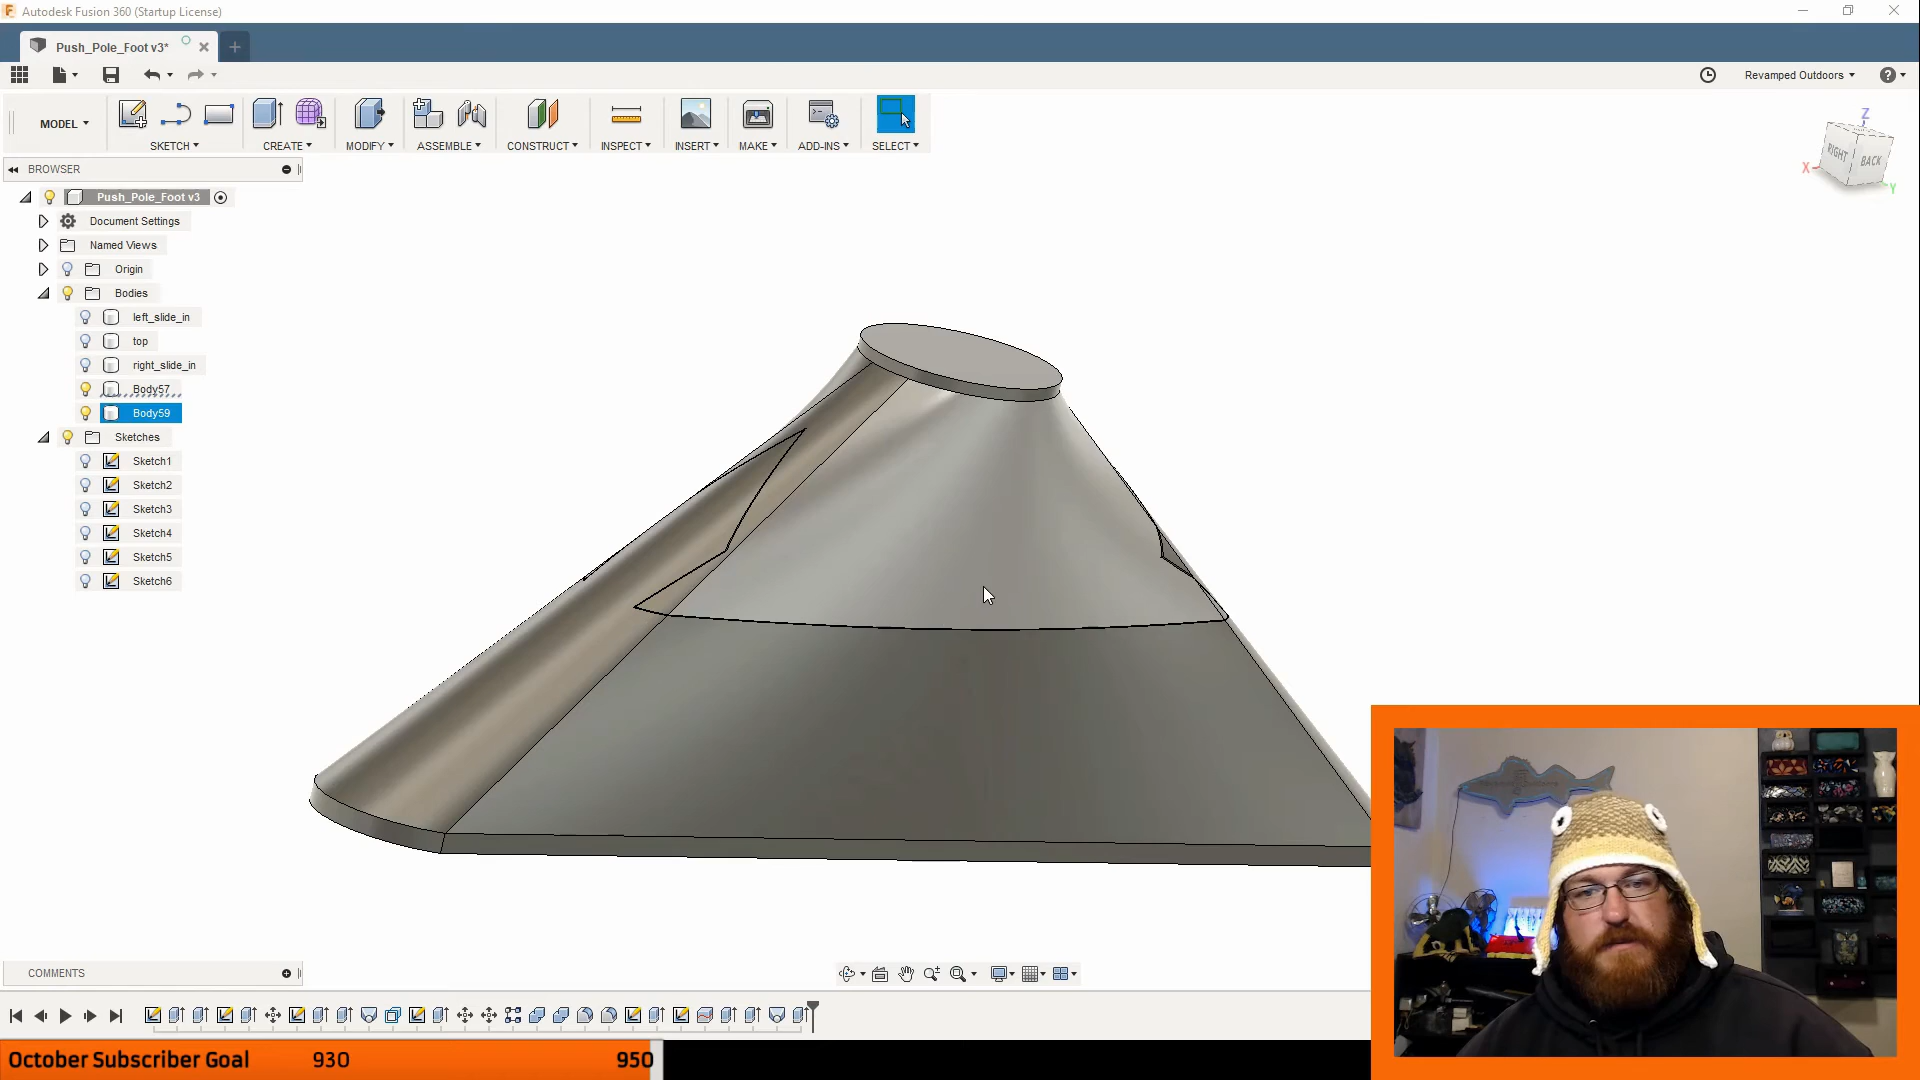 Autodesk Fusion 360 (Startup License)
Push_Pole_Foot v3*
Revamped Outdoors
MODEL
SKETCH
CREATE
MODIFY
ASSEMBLE
CONSTRUCT
INSPECT
INSERT
MAKE
ADD-INS
SELECT
Z
RIGHT
BACK
X
Y
BROWSER
Push_Pole_Foot v3
Document Settings
Named Views
Origin
Bodies
left_slide_in
top
right_slide_in
Body57
Body59
Sketches
Sketch1
Sketch2
Sketch3
Sketch4
Sketch5
Sketch6
COMMENTS
October Subscriber Goal 930 950